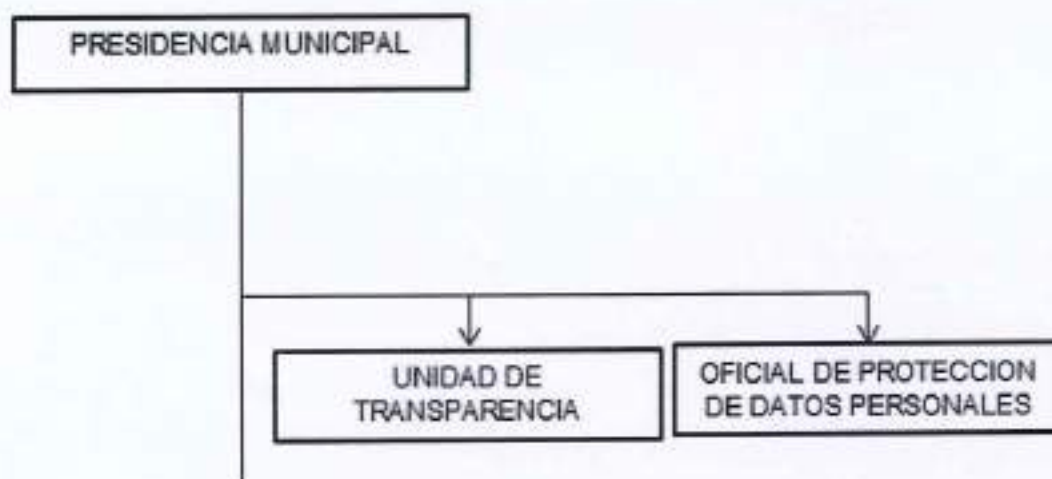 PRESIDENCIA MUNICIPAL
UNIDAD DE
TRANSPARENCIA
OFICIAL DE PROTECCION
DE DATOS PERSONALES